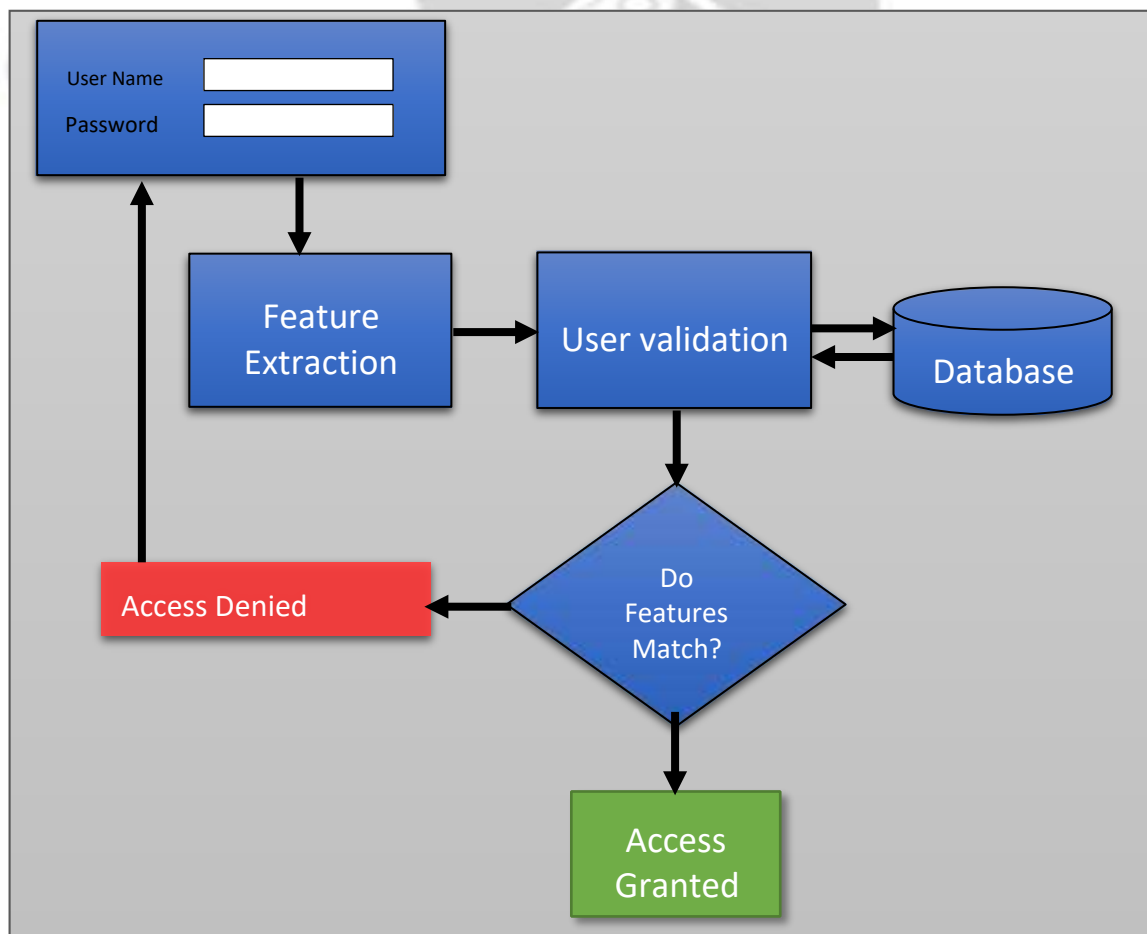 User Name
Password
Feature
Extraction
User validation
Database
Do
Features
Match?
Access Denied
Access
Granted